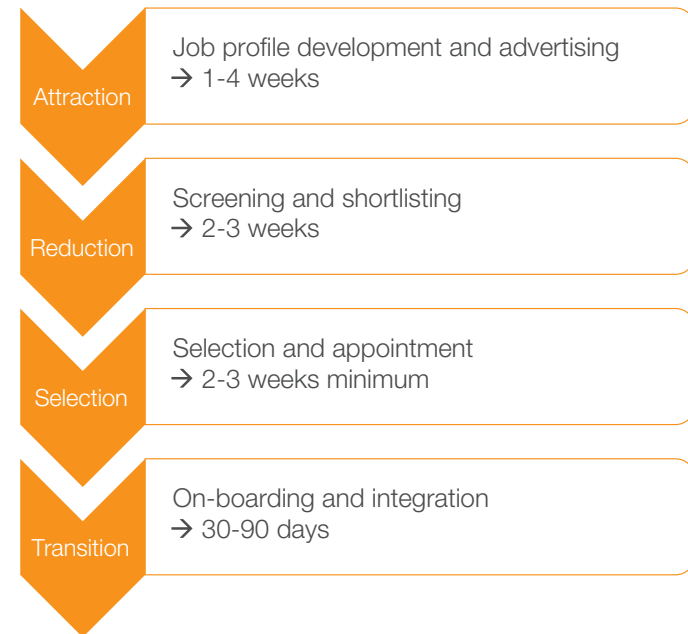 Attraction
Job profile development and advertising
→ 1-4 weeks
Reduction
Screening and shortlisting
→ 2-3 weeks
Selection
Selection and appointment
→ 2-3 weeks minimum
Transition
On-boarding and integration
→ 30-90 days